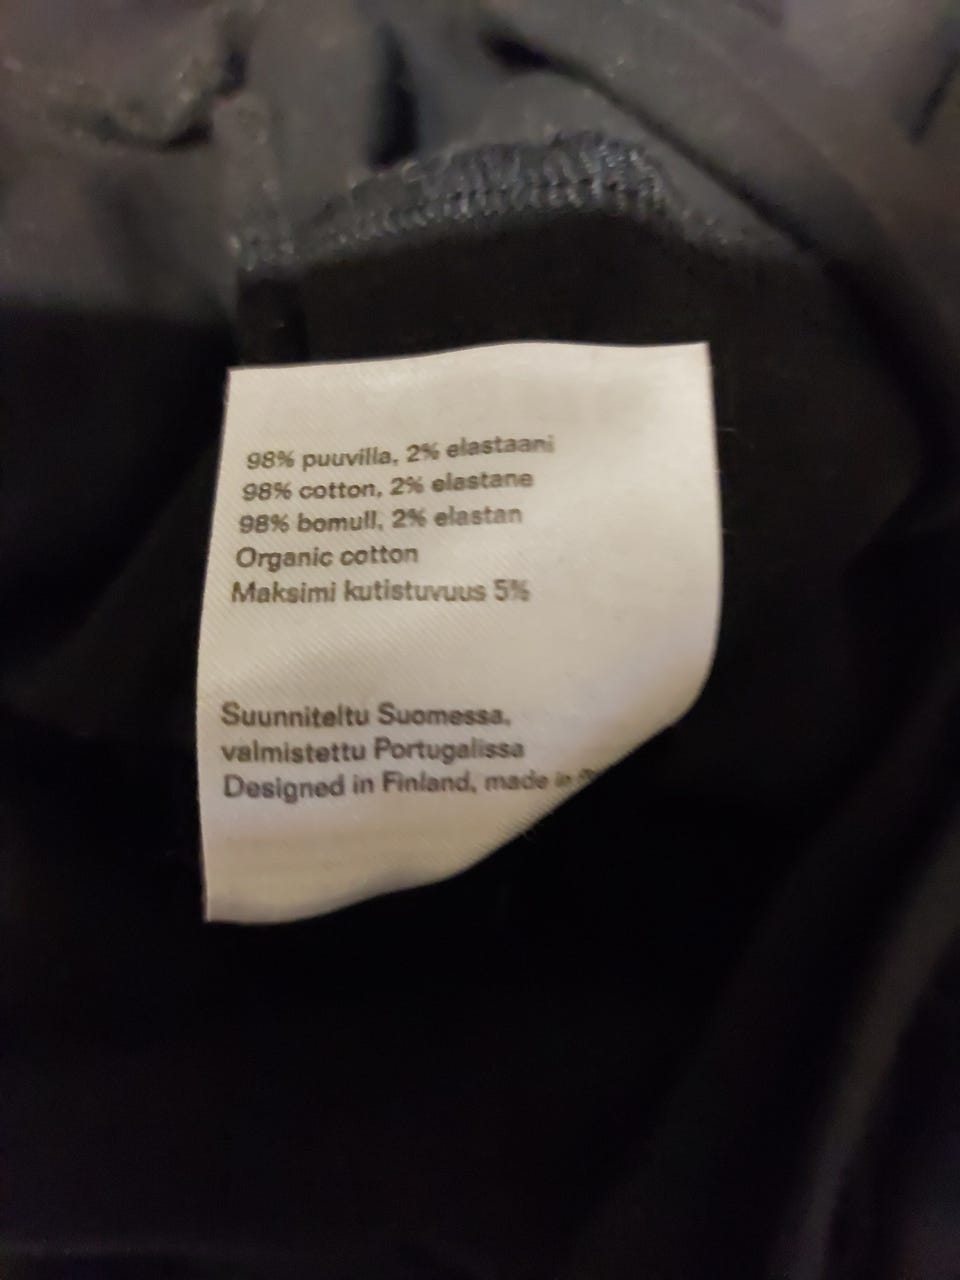 98% puuvilla, 2% elastaani
98% cotton, 2% elastane
98% bomull, 2% elastan
Organic cotton
Maksimi kutistuvuus 5%
Suunniteltu Suomessa,
valmistettu Portugalissa
Designed in Finland, made in